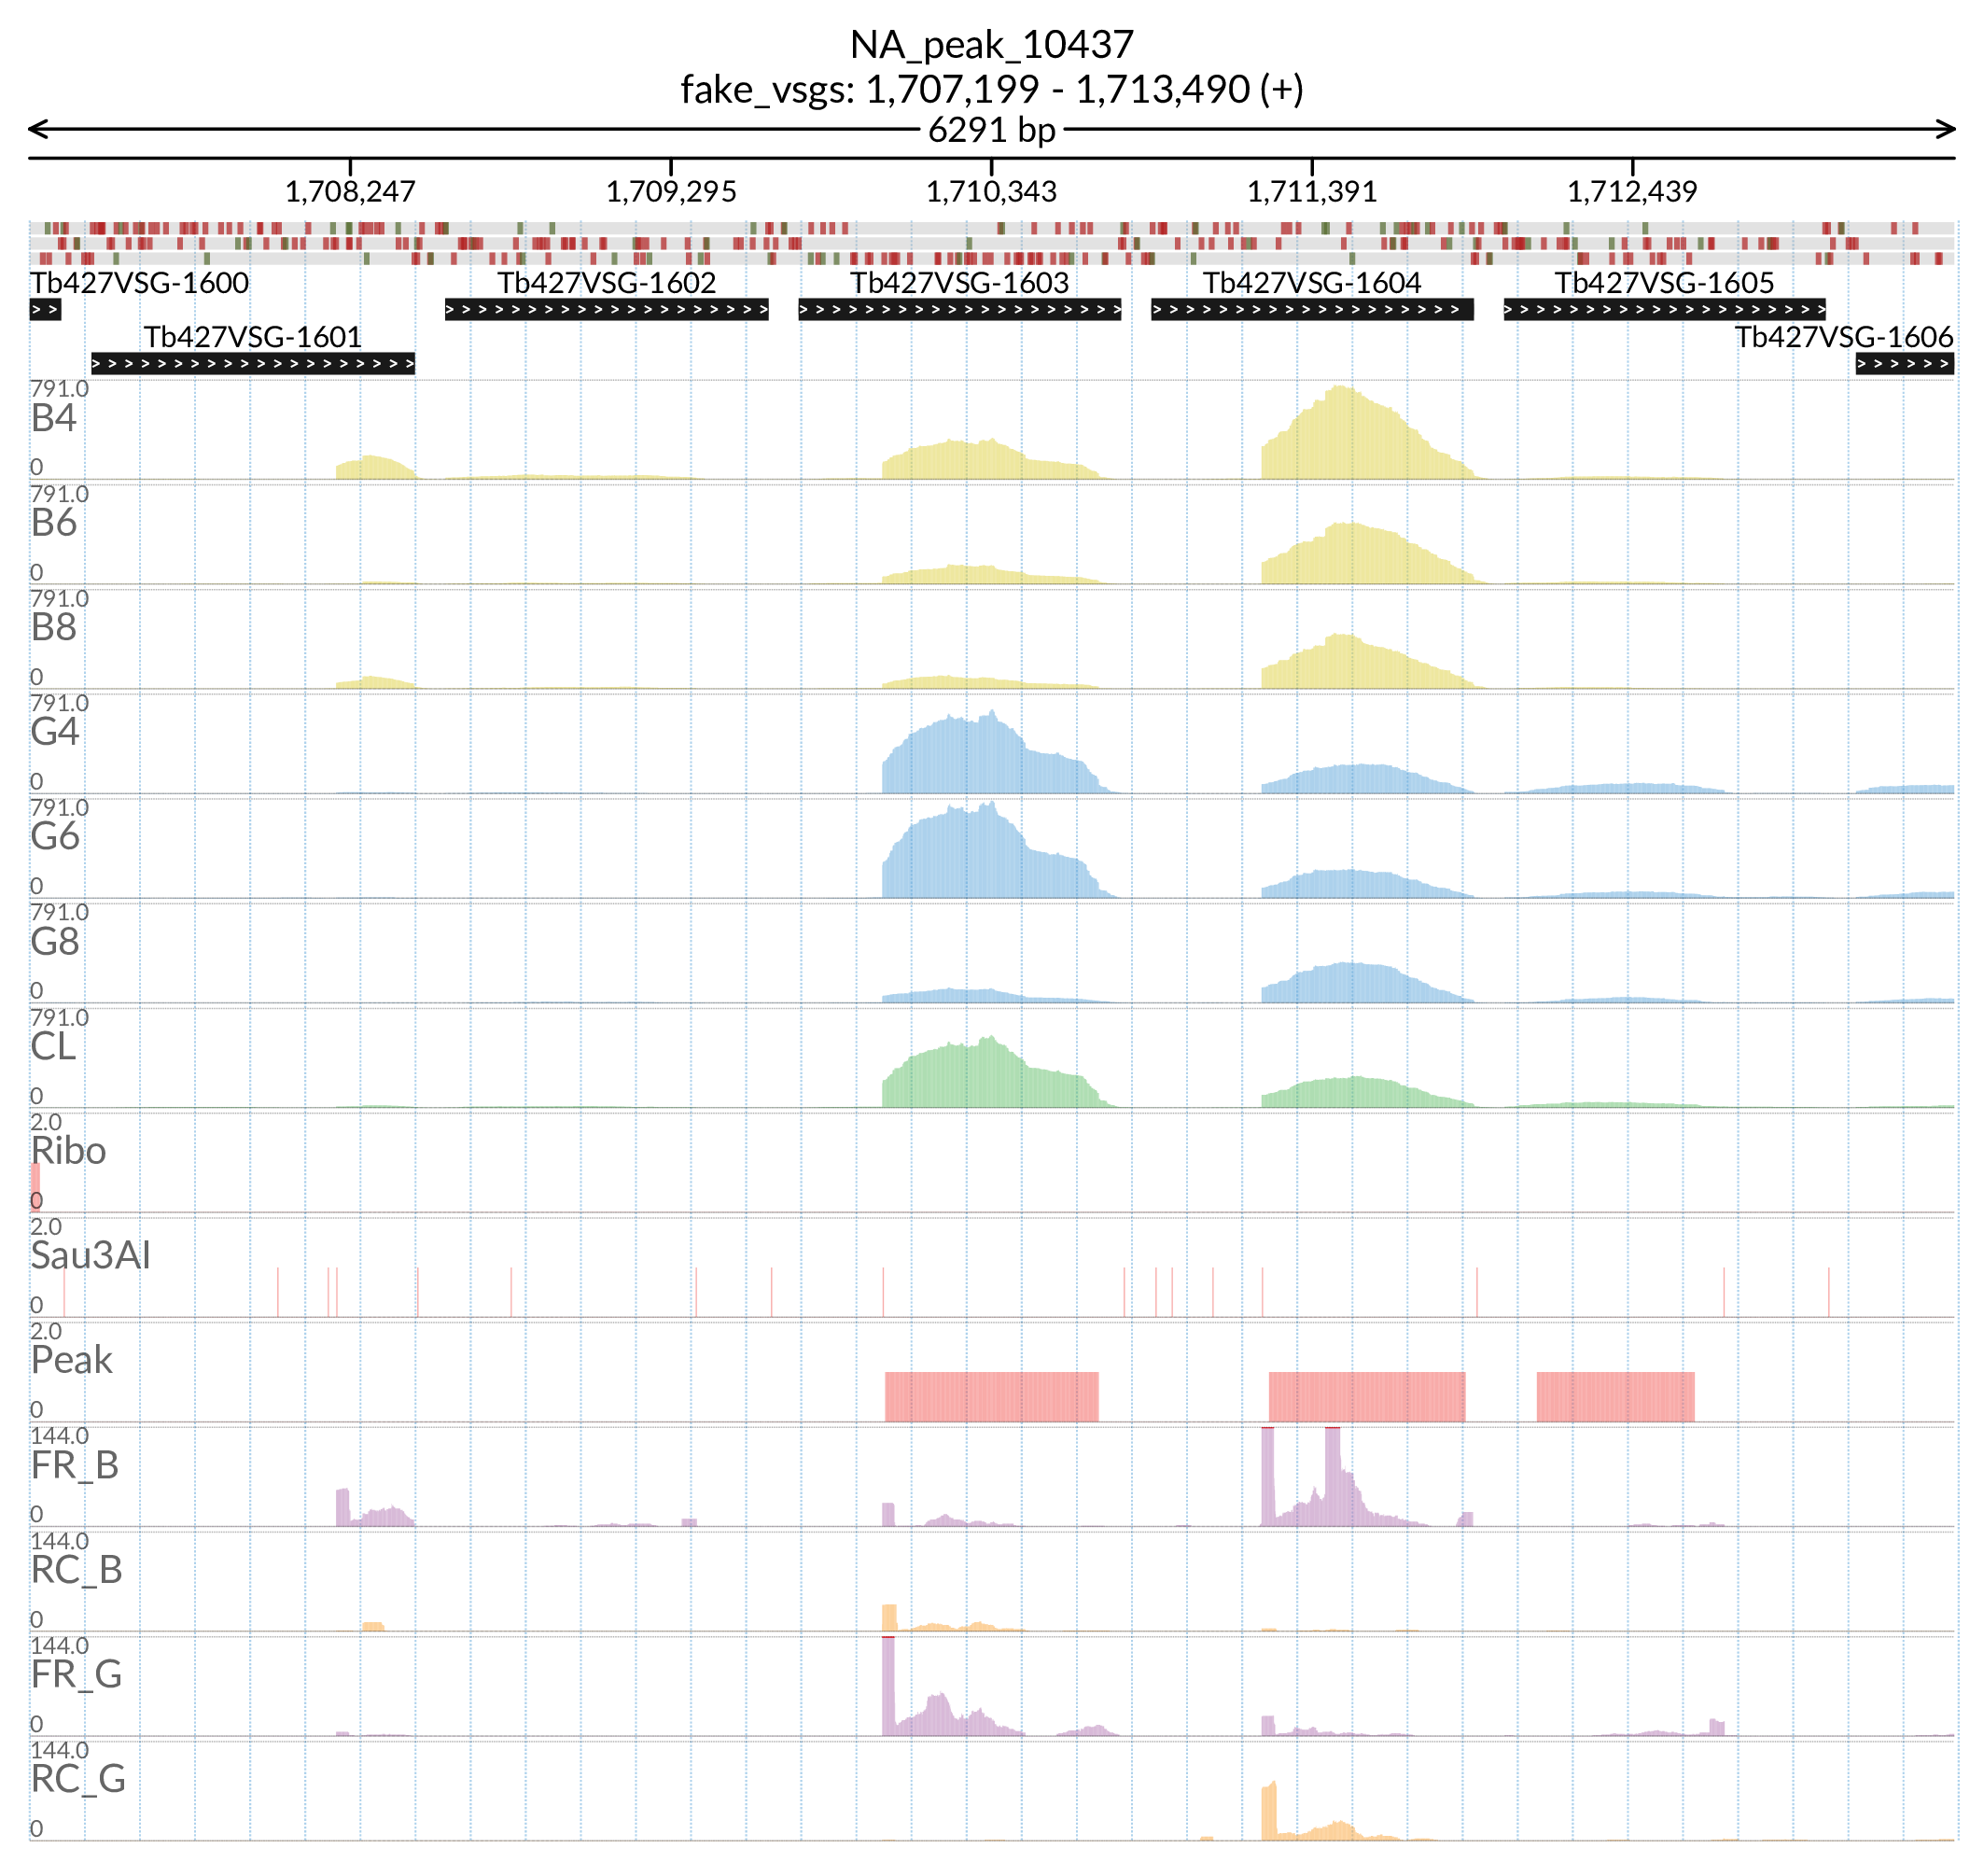 NA_peak_10437
fake_vsgs: 1,707,199 - 1,713,490 (+)
6291 bp
1,708,247 1,709,295 1,710,343 1,711,391 1,712,439
Tb427VSG-1600 Tb427VSG-1602 Tb427VSG-1603 Tb427VSG-1604 Tb427VSG-1605
Tb427VSG-1601 Tb427VSG-1606
791.0
B4
0
791.0
B6
0
791.0
B8
0
791.0
G4
0
791.0
G6
0
791.0
G8
0
791.0
CL
0
2.0
Ribo
0
2.0
Sau3AI
0
2.0
Peak
0
144.0
FR_B
0
144.0
RC_B
0
144.0
FR_G
0
144.0
RC_G
0